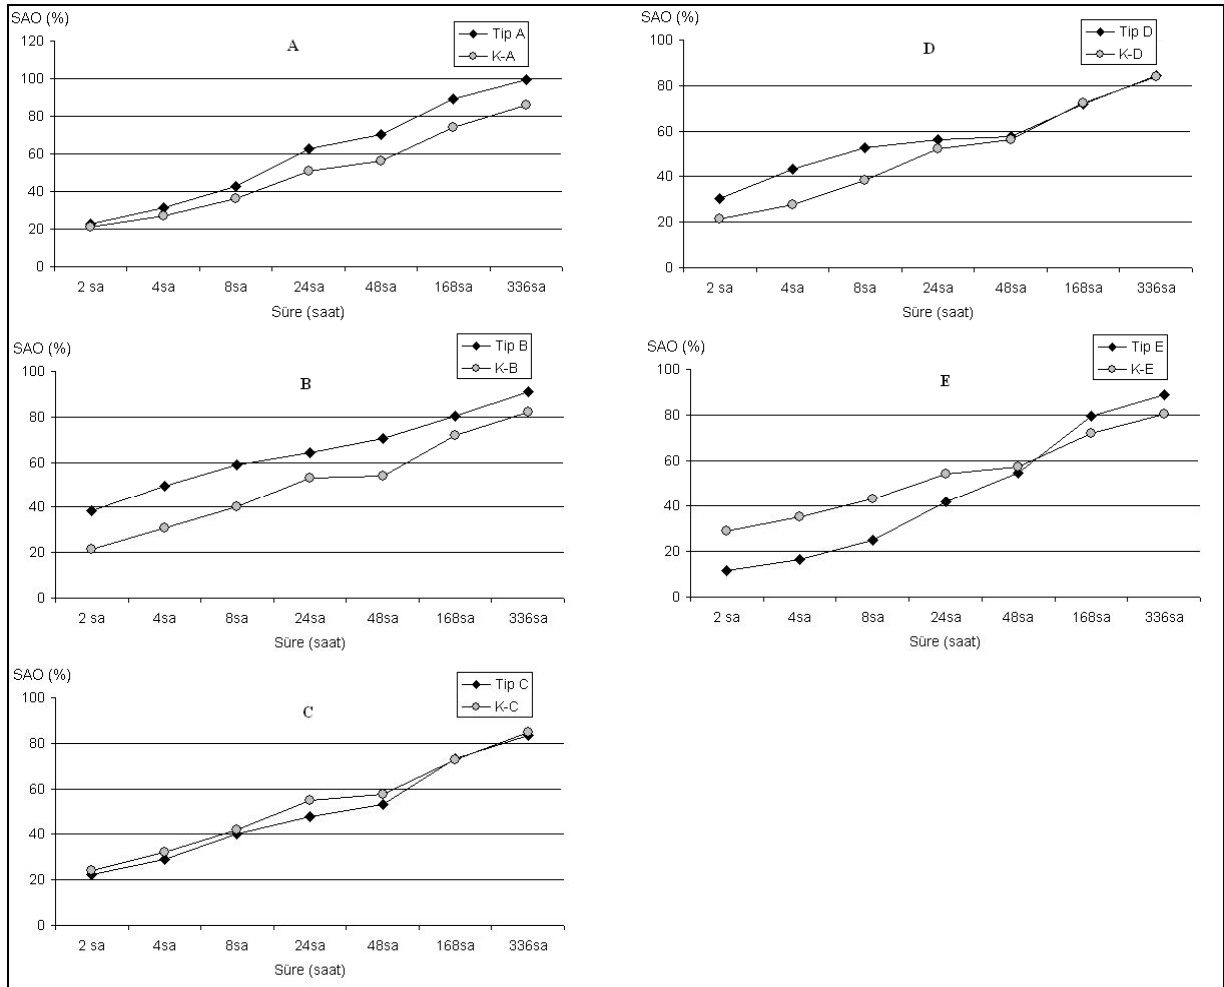 SAO (%)
A
Tip A
K-A
120
100
80
60
40
20
0
2 sa 4sa 8sa 24sa 48sa 168sa 336sa
Süre (saat)
SAO (%)
B
Tip B
K-B
100
80
60
40
20
0
2 sa 4sa 8sa 24sa 48sa 168sa 336sa
Süre (saat)
SAO (%)
C
Tip C
K-C
100
80
60
40
20
0
2 sa 4sa 8sa 24sa 48sa 168sa 336sa
Süre (saat)
SAO (%)
D
Tip D
K-D
100
80
60
40
20
0
2 sa 4sa 8sa 24sa 48sa 168sa 336sa
Süre (saat)
SAO (%)
E
Tip E
K-E
100
80
60
40
20
0
2 sa 4sa 8sa 24sa 48sa 168sa 336sa
Süre (saat)